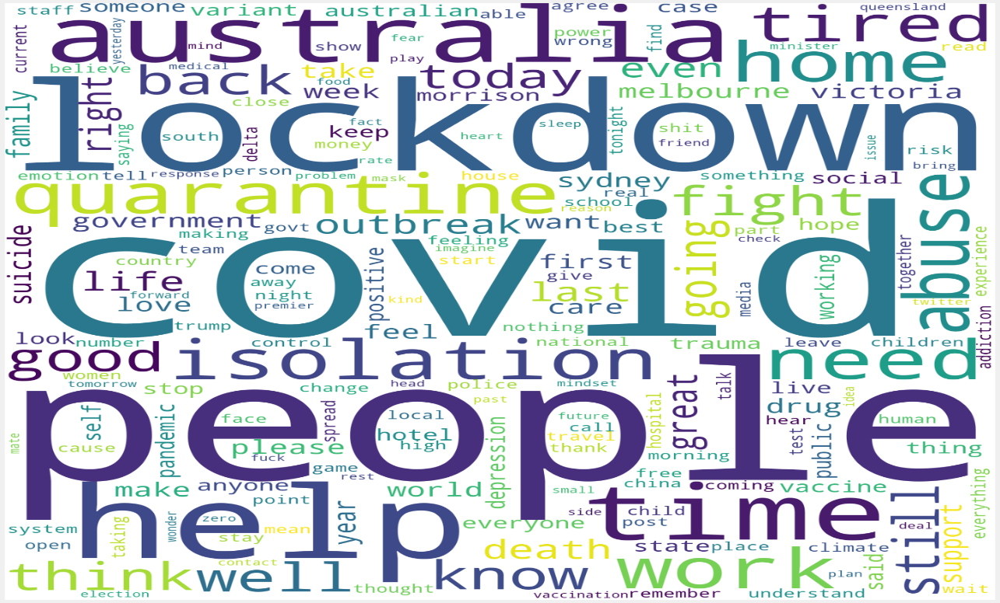 staff someone variant australian able agree case queensland
australia tired
current yesterday mind show fear play power wrong find minister read
believe medical take today even home
back food week morrison melbourne victoria
family right close
lockdown
saying south delta fact keep money rate heart sleep tonight shit friend issue risk bring
emotion tell response person problem mask house something social
quarantine sydney real school reason fight abuse
government govt outbreak want best going part hope check
suicide making team feeling imagine start first together experience
covid
country life forward love come away night premier positive kind give last care media working twitter
trump feel nothing addiction
look number control national trauma leave children
good isolation need
women tomorrow stop change head police past mindset great talk live drug idea
people
mate cause self pandemic face spread local hotel high please fuck game rest depression future call travel thank hospital morning free china hear test public human thing
help time
make anyone point world small coming vaccine still everything
system open taking wonder zero stay mean year everyone side child post deal support
contact death state place climate said
think well know work
election thought vaccination remember plan understand wait